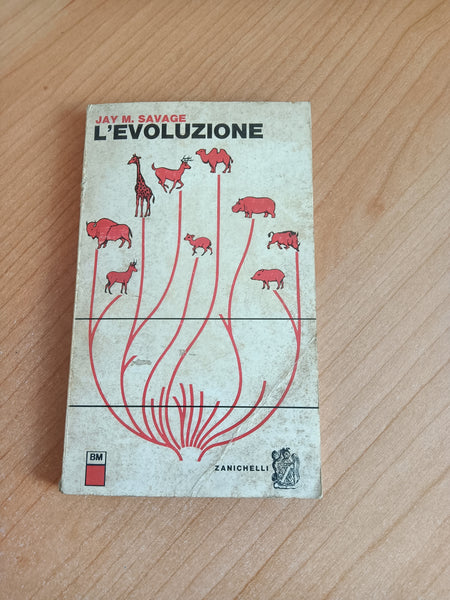 JAY M. SAVAGE
L'EVOLUZIONE
BM
ZANICHELLI